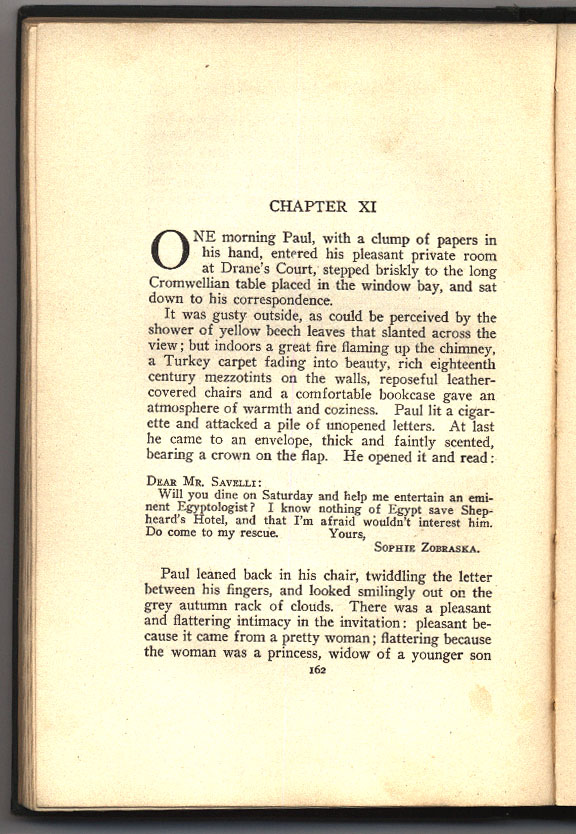 CHAPTER XI
ONE morning Paul, with a clump of papers in
his hand, entered his pleasant private room
at Drane's Court, stepped briskly to the long
Cromwellian table placed in the window bay, and sat
down to his correspondence.
It was gusty outside, as could be perceived by the
shower of yellow beech leaves that slanted across the
view; but indoors a great fire flaming up the chimney,
a Turkey carpet fading into beauty, rich eighteenth
century mezzotints on the walls, reposeful leather-
covered chairs and a comfortable bookcase gave an
atmosphere of warmth and coziness. Paul lit a cigar-
ette and attacked a pile of unopened letters. At last
he came to an envelope, thick and faintly scented,
bearing a crown on the flap. He opened it and read:
DEAR MR. SAVELLI:
Will you dine on Saturday and help me entertain an emi-
nent Egyptologist? I know nothing of Egypt save Shep-
heard's Hotel, and that I'm afraid wouldn't interest him.
Do come to my rescue. Yours,
SOPHIE ZOBRASKA.
Paul leaned back in his chair, twiddling the letter
between his fingers, and looked smilingly out on the
grey autumn rack of clouds. There was a pleasant
and flattering intimacy in the invitation: pleasant be-
cause it came from a pretty woman; flattering because
the woman was a princess, widow of a younger son
162